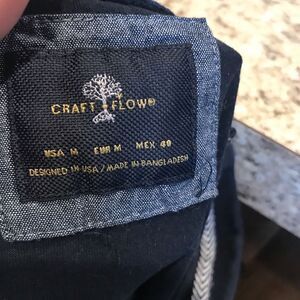 CRAFT FLOW®
USA M EUR M MEX 40
DESIGNED IN USA / MADE IN BANGLADESH